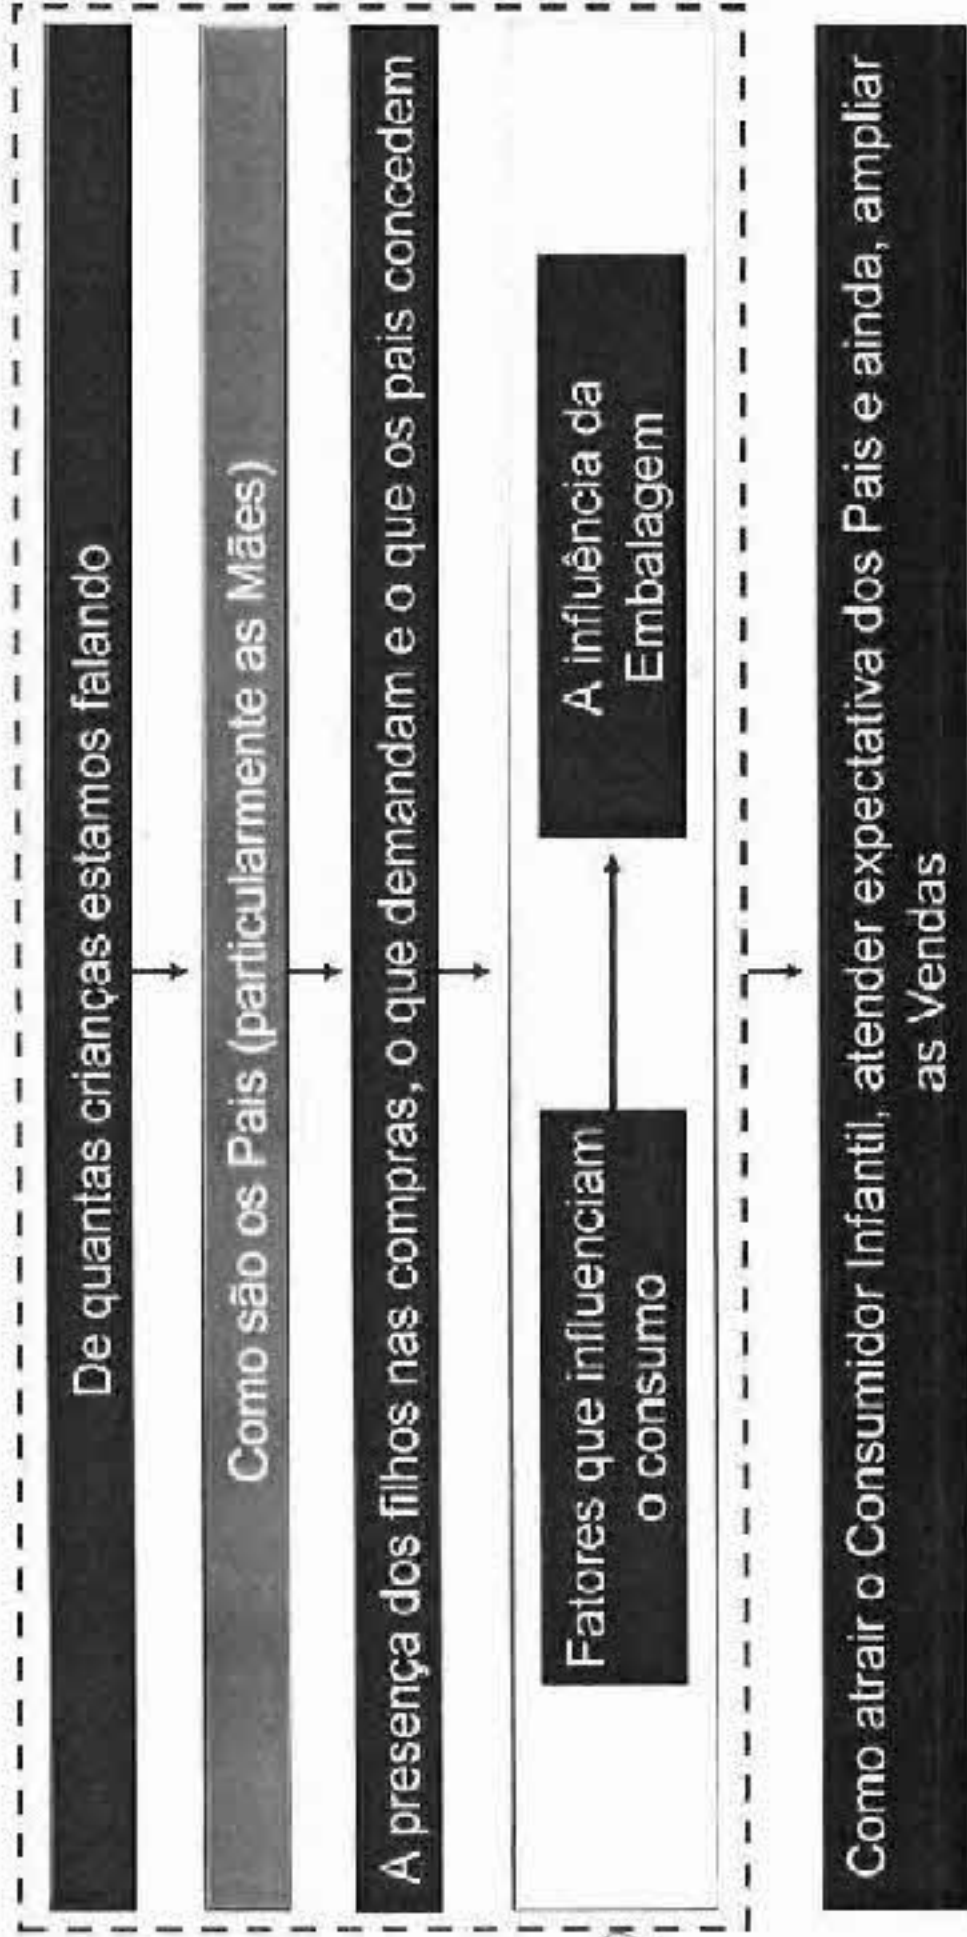 De quantas crianças estamos falando
Como são os Pais (particularmente as Mães)
A presença dos filhos nas compras, o que demandam e o que os pais concedem
Fatores que influenciam
o consumo
A influência da
Embalagem
Como atrair o Consumidor Infantil, atender expectativa dos Pais e ainda, ampliar
as Vendas